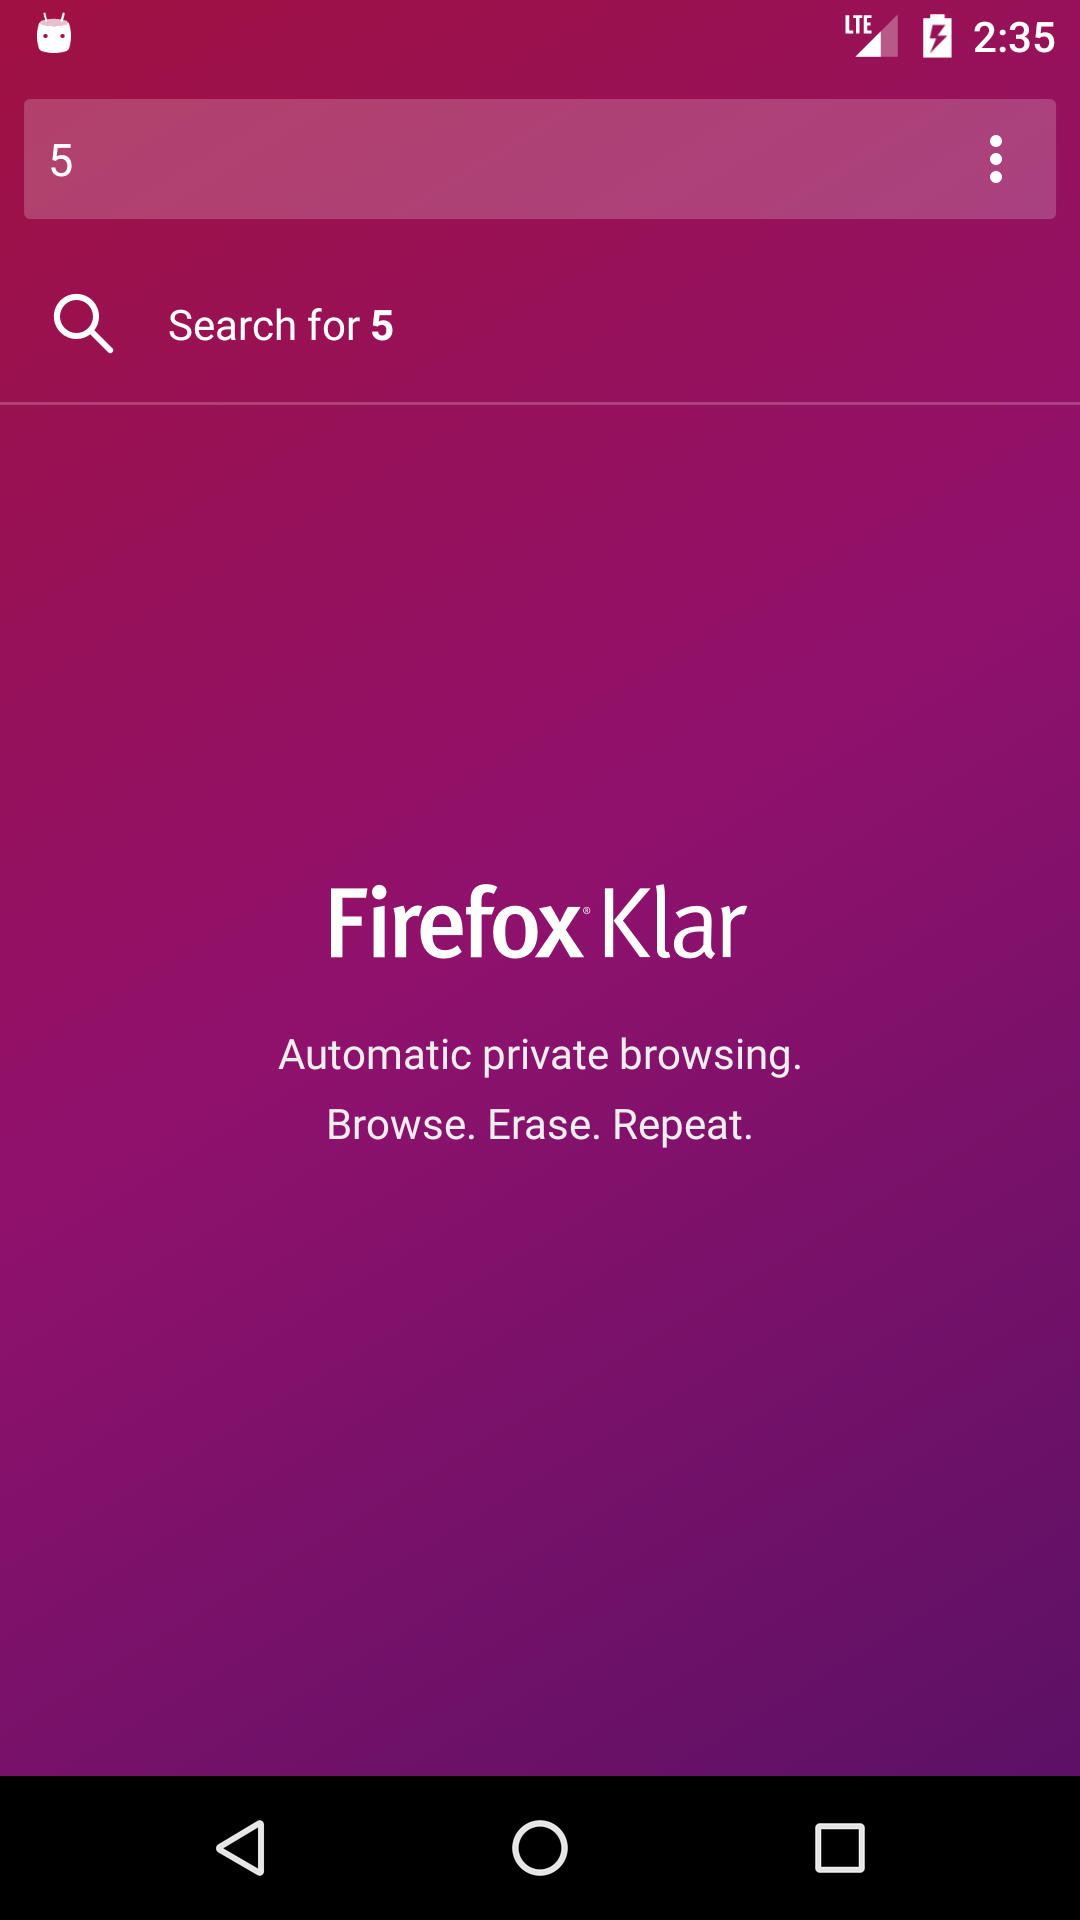 LTE 2:35
5
Search for 5
Firefox® Klar
Automatic private browsing.
Browse. Erase. Repeat.